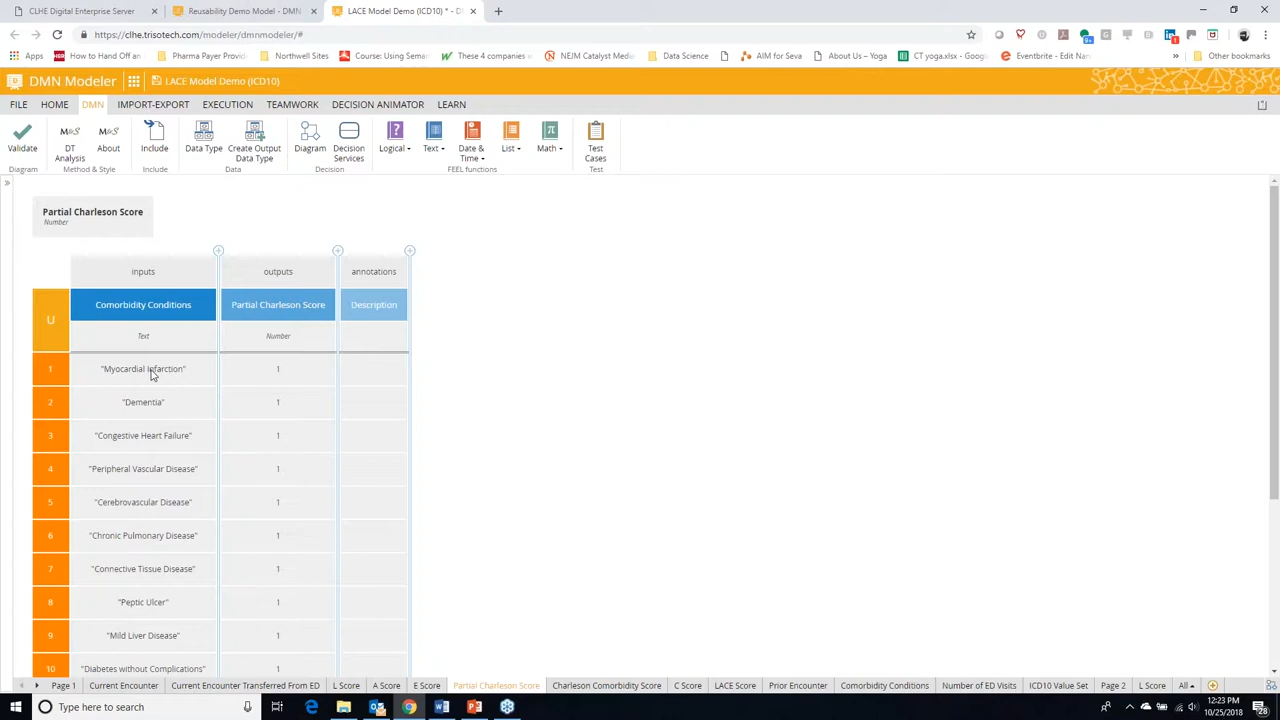 CLHE Digital Enterprise Server
Reusability Demo Model - DMN
LACE Model Demo (ICD10) * - DM
https://clhe.trisotech.com/modeler/dmnmodeler/#
Apps
How to Hand Off an
Pharma Payer Provide
Northwell Sites
Course: Using Seman
These 4 companies w
NEJM Catalyst Media
Data Science
AIM for Seva
About Us – Yoga
CT yoga.xlsx - Google
Eventbrite - Edit Nam
»
Other bookmarks
DMN Modeler
LACE Model Demo (ICD10)
FILE
HOME
DMN
IMPORT-EXPORT
EXECUTION
TEAMWORK
DECISION ANIMATOR
LEARN
Validate
M&S
DT Analysis
M&S
About
Include
Data Type
Create Output Data Type
Diagram
Decision Services
Logical
Text
Date & Time
List
Math
Test Cases
Diagram
Method & Style
Include
Data
Decision
FEEL functions
Test
Partial Charleson Score
Number
inputs
outputs
annotations
U
Comorbidity Conditions
Partial Charleson Score
Description
Text
Number
1
"Myocardial Infarction"
1
2
"Dementia"
1
3
"Congestive Heart Failure"
1
4
"Peripheral Vascular Disease"
1
5
"Cerebrovascular Disease"
1
6
"Chronic Pulmonary Disease"
1
7
"Connective Tissue Disease"
1
8
"Peptic Ulcer"
1
9
"Mild Liver Disease"
1
10
"Diabetes without Complications"
1
Page 1
Current Encounter
Current Encounter Transferred From ED
L Score
A Score
E Score
Partial Charleson Score
Charleson Comorbidity Score
C Score
LACE Score
Prior Encounter
Comorbidity Conditions
Number of ED Visits
ICD10 Value Set
Page 2
L Score
All
Type here to search
12:23 PM
10/25/2018
28